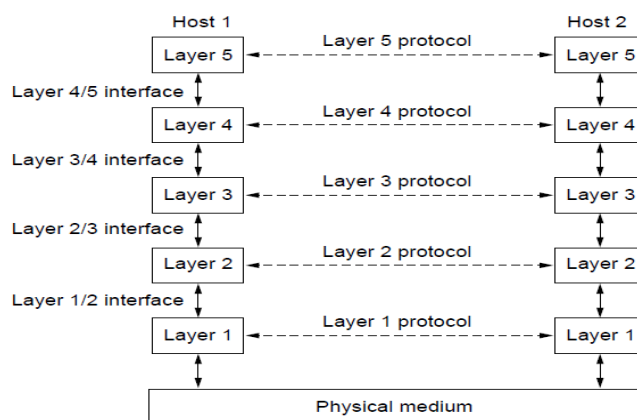 Host 1 Host 2
Layer 5 protocol
Layer 5 Layer 5
Layer 4/5 interface
Layer 4 protocol
Layer 4 Layer 4
Layer 3/4 interface
Layer 3 protocol
Layer 3 Layer 3
Layer 2/3 interface
Layer 2 protocol
Layer 2 Layer 2
Layer 1/2 interface
Layer 1 protocol
Layer 1 Layer 1
Physical medium